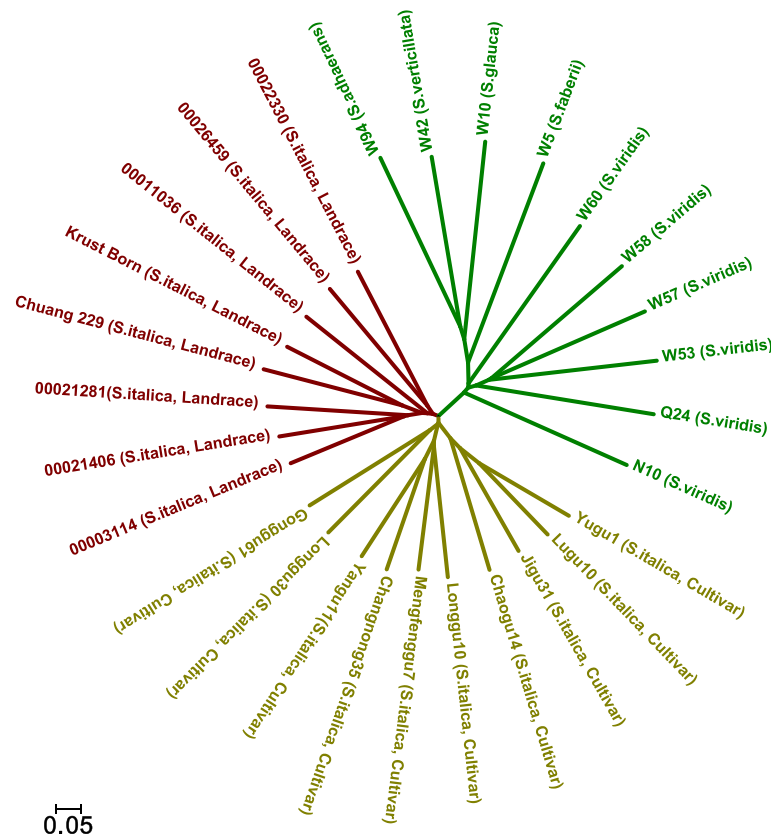 00022330 (S.italica, Landrace)
00026459 (S.italica, Landrace)
00011036 (S.italica, Landrace)
Krust Born (S.italica, Landrace)
Chuang 229 (S.italica, Landrace)
00021281(S.italica, Landrace)
00021406 (S.italica, Landrace)
00003114 (S.italica, Landrace)
W94 (S.adhaerans)
W42 (S.verticillata)
W10 (S.glauca)
W5 (S.faberii)
W60 (S.viridis)
W58 (S.viridis)
W57 (S.viridis)
W53 (S.viridis)
Q24 (S.viridis)
N10 (S.viridis)
Yugu1 (S.italica, Cultivar)
Lugu10 (S.italica, Cultivar)
Jigu31 (S.italica, Cultivar)
Chaogu14 (S.italica, Cultivar)
Longgu10 (S.italica, Cultivar)
Mengfenggu7 (S.italica, Cultivar)
Changnong35 (S.italica, Cultivar)
Yangu11(S.italica, Cultivar)
Longgu30 (S.italica, Cultivar)
Gonggu61 (S.italica, Cultivar)
0.05